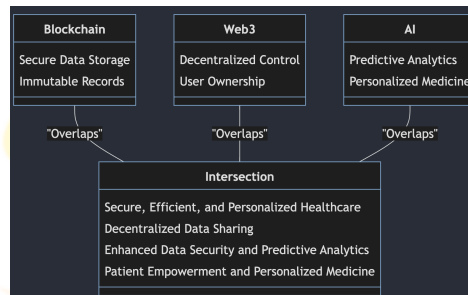 Blockchain
Secure Data Storage
Immutable Records
Web3
Decentralized Control
User Ownership
AI
Predictive Analytics
Personalized Medicine
"Overlaps"
"Overlaps"
"Overlaps"
Intersection
Secure, Efficient, and Personalized Healthcare
Decentralized Data Sharing
Enhanced Data Security and Predictive Analytics
Patient Empowerment and Personalized Medicine